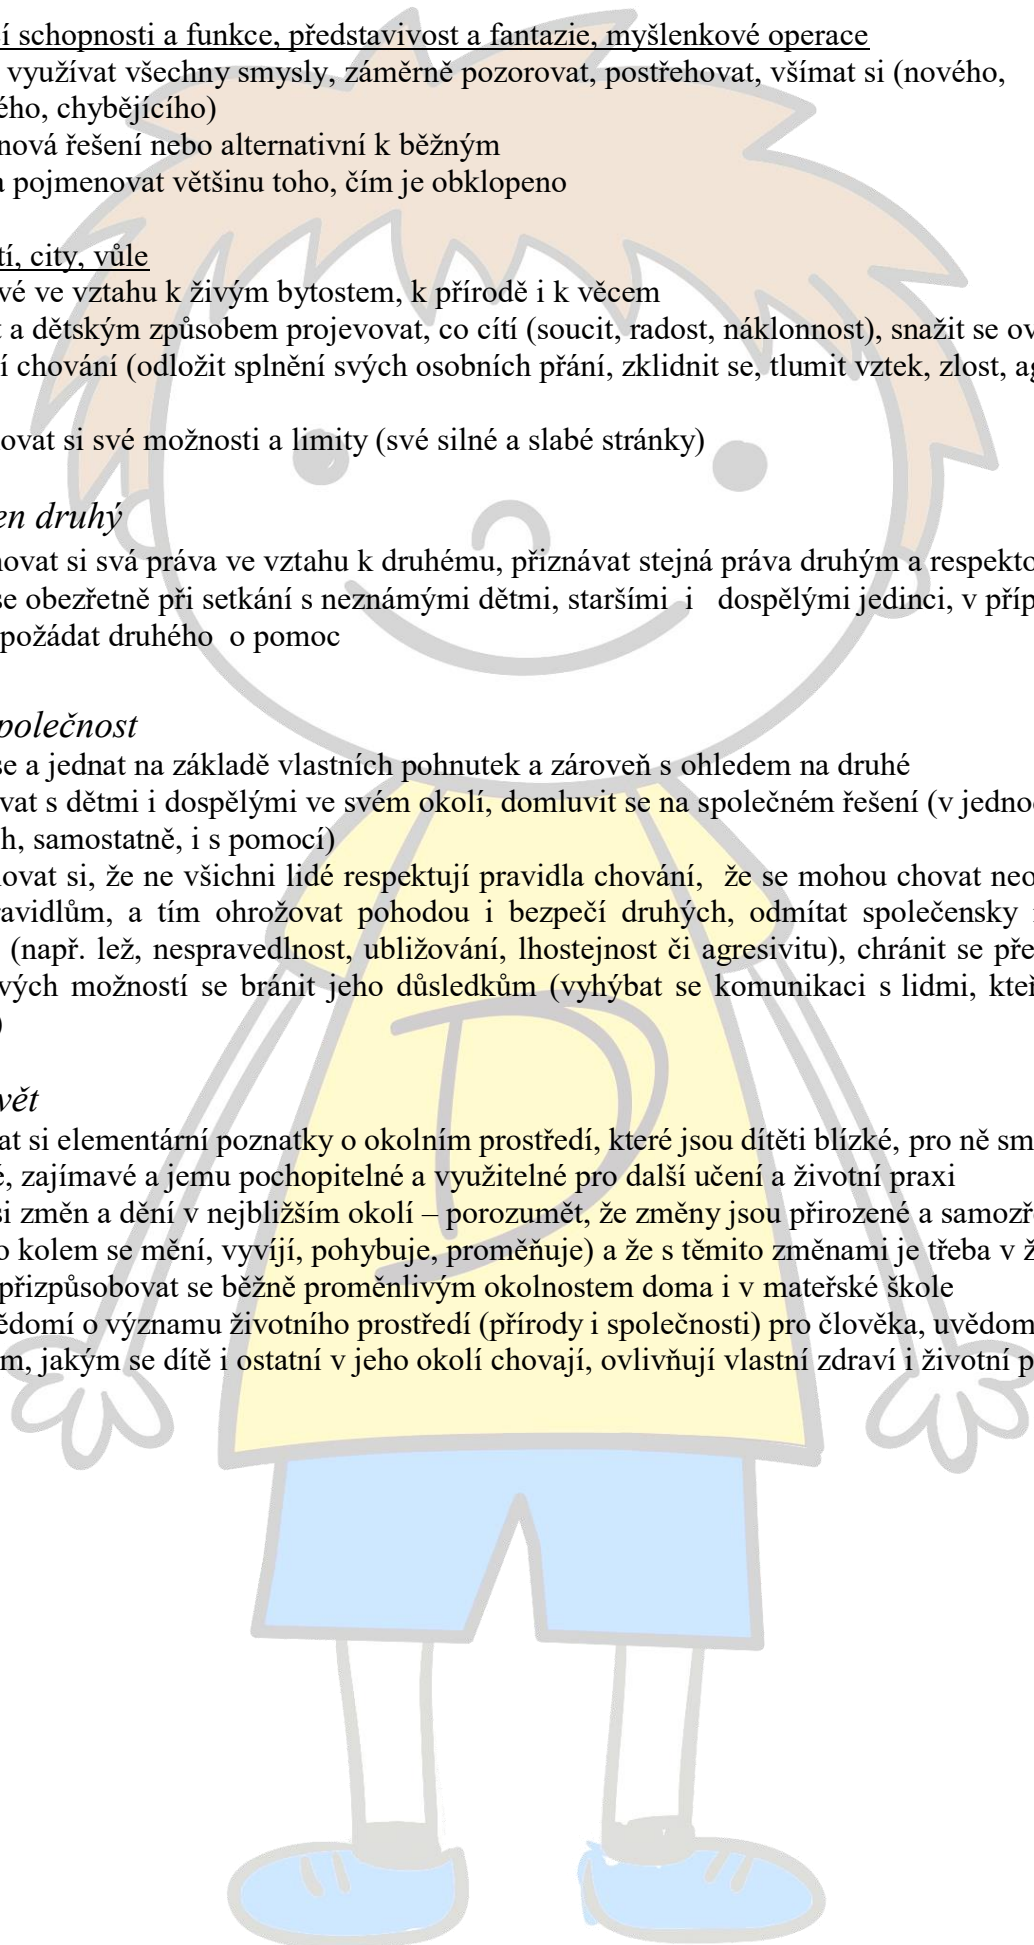 í schopnosti a funkce, představivost a fantazie, myšlenkové operace
využívat všechny smysly, záměrně pozorovat, postřehovat, všímat si (nového,
ého, chybějícího)
nová řešení nebo alternativní k běžným
a pojmenovat většinu toho, čím je obklopeno
tí, city, vůle
vé ve vztahu k živým bytostem, k přírodě i k věcem
t a dětským způsobem projevovat, co cítí (soucit, radost, náklonnost), snažit se ov
í chování (odložit splnění svých osobních přání, zklidnit se, tlumit vztek, zlost, ag
ovat si své možnosti a limity (své silné a slabé stránky)
en druhý
novat si svá práva ve vztahu k druhému, přiznávat stejná práva druhým a respekto
se obezřetně při setkání s neznámými dětmi, staršími i dospělými jedinci, v příp
požádat druhého o pomoc
polečnost
se a jednat na základě vlastních pohnutek a zároveň s ohledem na druhé
vat s dětmi i dospělými ve svém okolí, domluvit se na společném řešení (v jednod
h, samostatně, i s pomocí)
novat si, že ne všichni lidé respektují pravidla chování, že se mohou chovat neo
ravidlům, a tím ohrožovat pohodou i bezpečí druhých, odmítat společensky
(např. lež, nespravedlnost, ubližování, lhostejnost či agresivitu), chránit se pře
vých možností se bránit jeho důsledkům (vyhýbat se komunikaci s lidmi, kteř
)
vět
at si elementární poznatky o okolním prostředí, které jsou dítěti blízké, pro ně sm
é, zajímavé a jemu pochopitelné a využitelné pro další učení a životní praxi
si změn a dění v nejbližším okolí – porozumět, že změny jsou přirozené a samozř
o kolem se mění, vyvíjí, pohybuje, proměňuje) a že s těmito změnami je třeba v ž
přizpůsobovat se běžně proměnlivým okolnostem doma i v mateřské škole
ědomí o významu životního prostředí (přírody i společnosti) pro člověka, uvědom
m, jakým se dítě i ostatní v jeho okolí chovají, ovlivňují vlastní zdraví i životní p
D